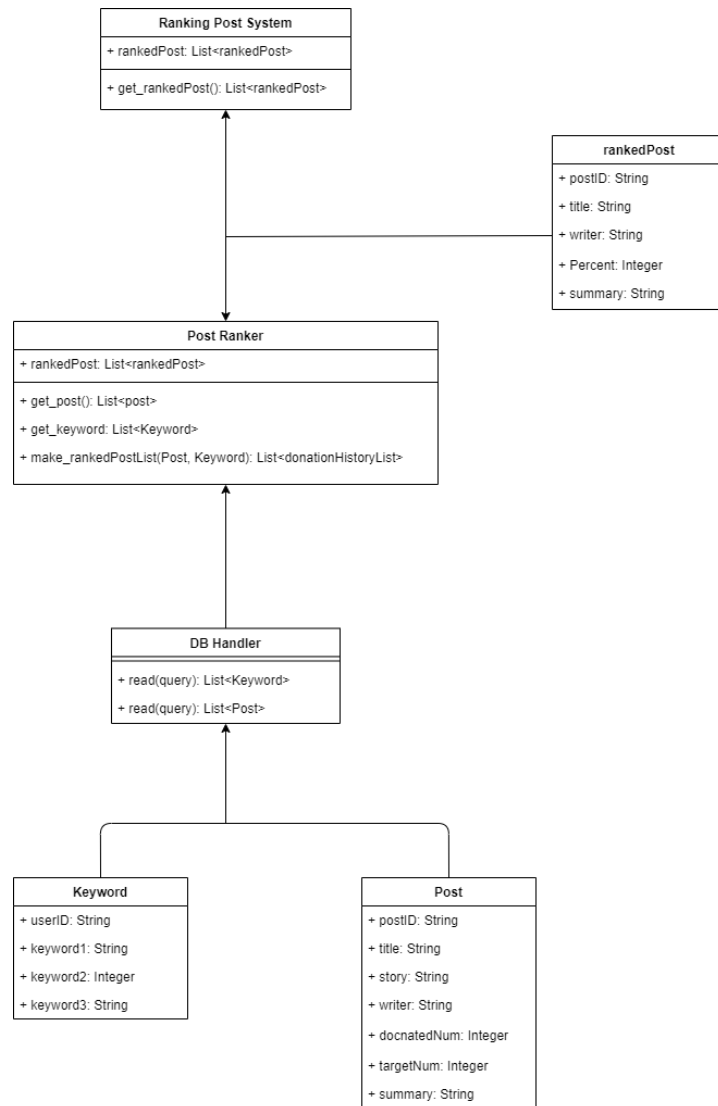 Ranking Post System
+ rankedPost: List<rankedPost>
+ get_rankedPost(): List<rankedPost>
rankedPost
+ postID: String
+ title: String
+ writer: String
+ Percent: Integer
+ summary: String
Post Ranker
+ rankedPost: List<rankedPost>
+ get_post(): List<post>
+ get_keyword: List<Keyword>
+ make_rankedPostList(Post, Keyword): List<donationHistoryList>
DB Handler
+ read(query): List<Keyword>
+ read(query): List<Post>
Keyword
+ userID: String
+ keyword1: String
+ keyword2: Integer
+ keyword3: String
Post
+ postID: String
+ title: String
+ story: String
+ writer: String
+ docnatedNum: Integer
+ targetNum: Integer
+ summary: String